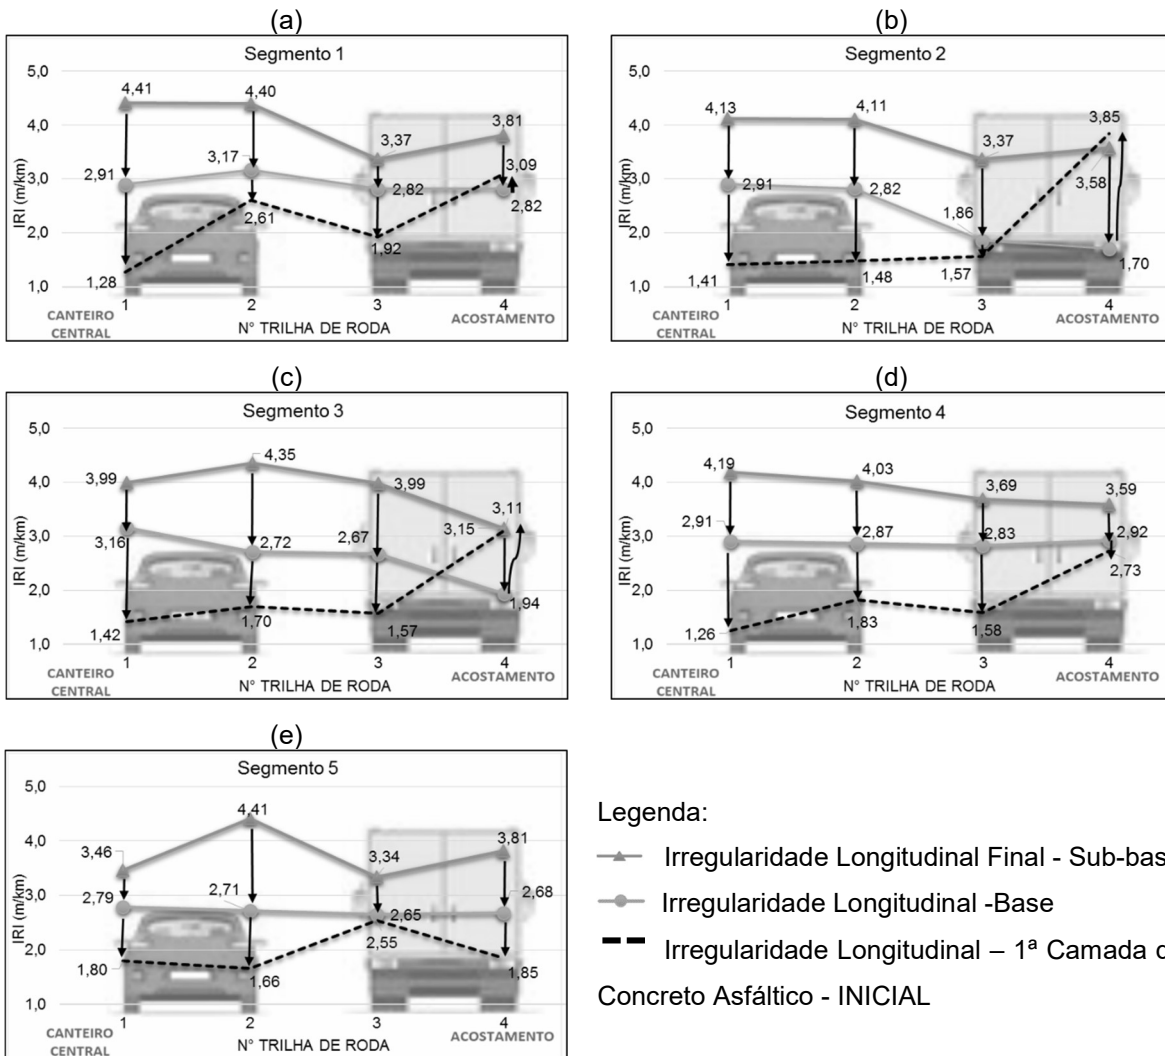 (a)
Segmento 1
5,0
4,41
4,40
4,0
3,81
3,37
3,17
3,09
2,91
3,0
2,82
2,82
2,61
IRI (m/km)
2,0
1,92
1,28
1,0
1 2 3 4
CANTEIRO CENTRAL
N° TRILHA DE RODA
ACOSTAMENTO
(b)
Segmento 2
5,0
4,13
4,11
4,0
3,85
3,37
3,58
3,0
2,91
2,82
IRI (m/km)
2,0
1,86
1,70
1,41
1,48
1,57
1,0
1 2 3 4
CANTEIRO CENTRAL
N° TRILHA DE RODA
ACOSTAMENTO
(c)
Segmento 3
5,0
4,35
3,99
4,0
3,99
3,11
3,15
3,16
3,0
2,72
2,67
IRI (m/km)
2,0
1,94
1,42
1,70
1,57
1,0
1 2 3 4
CANTEIRO CENTRAL
N° TRILHA DE RODA
ACOSTAMENTO
(d)
Segmento 4
5,0
4,19
4,03
4,0
3,69
3,59
2,91
3,0
2,87
2,83
2,92
2,73
IRI (m/km)
2,0
1,83
1,58
1,26
1,0
1 2 3 4
CANTEIRO CENTRAL
N° TRILHA DE RODA
ACOSTAMENTO
(e)
Segmento 5
5,0
4,41
4,0
3,81
3,46
3,34
3,0
2,79
2,71
2,65
2,68
2,55
IRI (m/km)
2,0
1,80
1,66
1,85
1,0
1 2 3 4
CANTEIRO CENTRAL
N° TRILHA DE RODA
ACOSTAMENTO
Legenda:
Irregularidade Longitudinal Final - Sub-bas
Irregularidade Longitudinal -Base
Irregularidade Longitudinal – 1ª Camada
Concreto Asfáltico - INICIAL